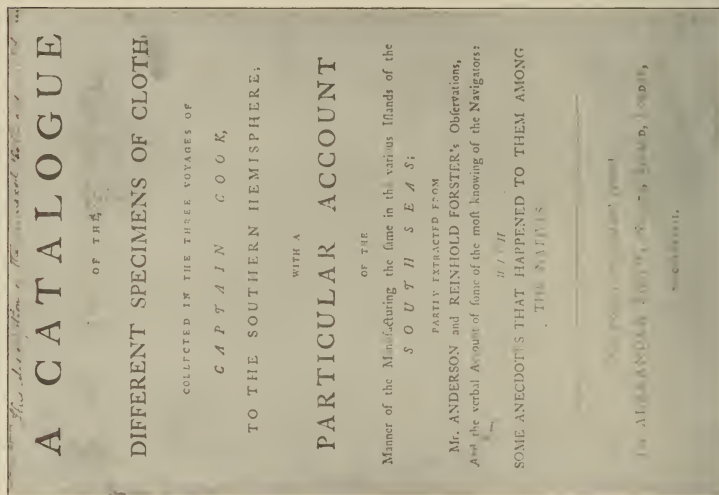 A CATALOGUE
OF THE
DIFFERENT SPECIMENS OF CLOTH
COLLECTED IN THE THREE VOYAGES OF
CAPTAIN COOK,
TO THE SOUTHERN HEMISPHERE;
WITH A
PARTICULAR ACCOUNT
OF THE
Manner of the Manufacturing the ſame in the various Iſlands of the
SOUTH SEAS;
PARTLY EXTRACTED FROM
Mr. ANDERSON and REINHOLD FORSTER's Obſervations,
And the verbal Account of ſome of the moſt knowing of the Navigators:
WITH
SOME ANECDOTES THAT HAPPENED TO THEM AMONG
THE NATIVES
ALEXANDER